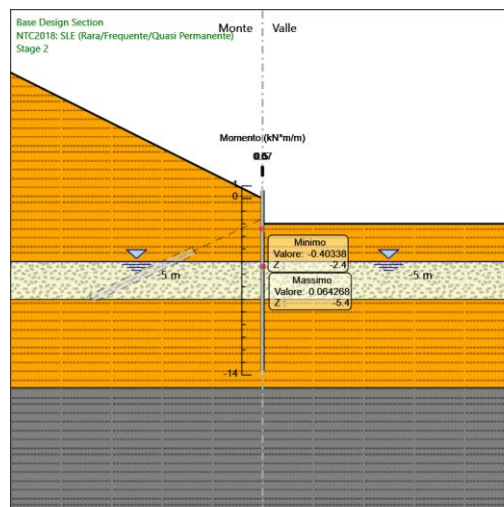 Base Design Section
NTC2018: SLE (Rara/Frequente/Quasi Permanente)
Stage 2
Monte Valle
Momento (kN*m/m)
0
Minimo
Valore: -0.40338
Z : -2.4
-5 m
-5 m
Massimo
Valore: 0.064268
Z : -5.4
-14